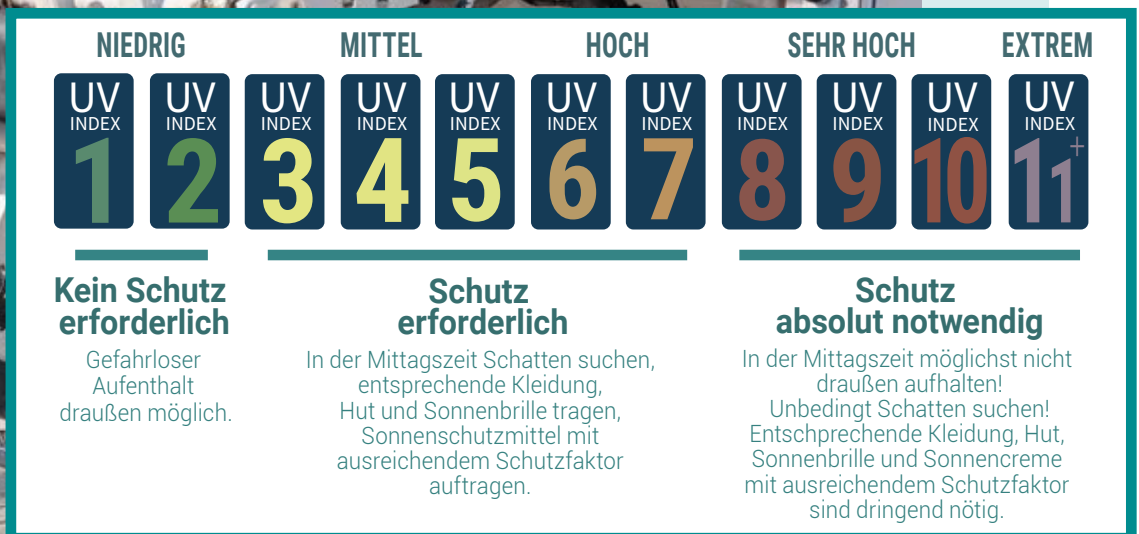 NIEDRIG MITTEL HOCH SEHR HOCH EXTREM
UV UV UV UV UV UV UV UV UV UV UV
INDEX INDEX INDEX INDEX INDEX INDEX INDEX INDEX INDEX INDEX INDEX
1 2 3 4 5 6 7 8 9 10 11+
Kein Schutz
erforderlich
Gefahrloser
Aufenthalt
draußen möglich.
Schutz
erforderlich
In der Mittagszeit Schatten suchen,
entsprechende Kleidung,
Hut und Sonnenbrille tragen,
Sonnenschutzmittel mit
ausreichendem Schutzfaktor
auftragen.
Schutz
absolut notwendig
In der Mittagszeit möglichst nicht
draußen aufhalten!
Unbedingt Schatten suchen!
Entschprechende Kleidung, Hut,
Sonnenbrille und Sonnencreme
mit ausreichendem Schutzfaktor
sind dringend nötig.